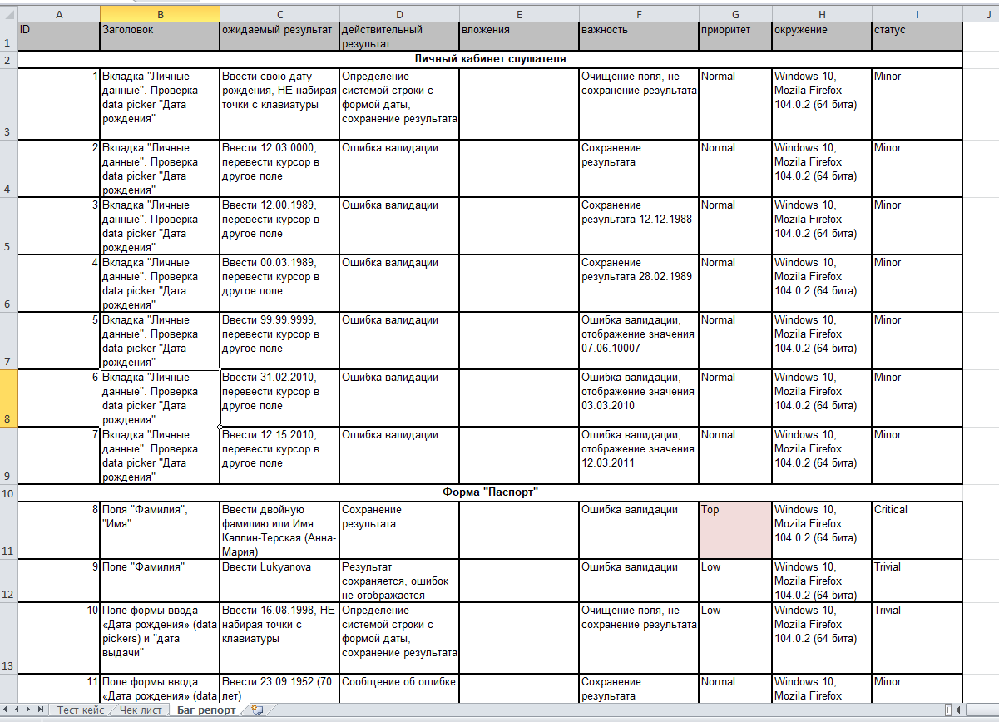 A B C D E F G H I J
1 ID Заголовок ожидаемый результат действительный результат вложения важность приоритет окружение статус
2 Личный кабинет слушателя
3 1 Вкладка "Личные данные". Проверка data picker "Дата рождения" Ввести свою дату рождения, НЕ набирая точки с клавиатуры Определение системой строки с формой даты, сохранение результата Очищение поля, не сохранение результата Normal Windows 10, Mozila Firefox 104.0.2 (64 бита) Minor
4 2 Вкладка "Личные данные". Проверка data picker "Дата рождения" Ввести 12.03.0000, перевести курсор в другое поле Ошибка валидации Сохранение результата Normal Windows 10, Mozila Firefox 104.0.2 (64 бита) Minor
5 3 Вкладка "Личные данные". Проверка data picker "Дата рождения" Ввести 12.00.1989, перевести курсор в другое поле Ошибка валидации Сохранение результата 12.12.1988 Normal Windows 10, Mozila Firefox 104.0.2 (64 бита) Minor
6 4 Вкладка "Личные данные". Проверка data picker "Дата рождения" Ввести 00.03.1989, перевести курсор в другое поле Ошибка валидации Сохранение результата 28.02.1989 Normal Windows 10, Mozila Firefox 104.0.2 (64 бита) Minor
7 5 Вкладка "Личные данные". Проверка data picker "Дата рождения" Ввести 99.99.9999, перевести курсор в другое поле Ошибка валидации Ошибка валидации, отображение значения 07.06.10007 Normal Windows 10, Mozila Firefox 104.0.2 (64 бита) Minor
8 6 Вкладка "Личные данные". Проверка data picker "Дата рождения" Ввести 31.02.2010, перевести курсор в другое поле Ошибка валидации Ошибка валидации, отображение значения 03.03.2010 Normal Windows 10, Mozila Firefox 104.0.2 (64 бита) Minor
9 7 Вкладка "Личные данные". Проверка data picker "Дата рождения" Ввести 12.15.2010, перевести курсор в другое поле Ошибка валидации Ошибка валидации, отображение значения 12.03.2011 Normal Windows 10, Mozila Firefox 104.0.2 (64 бита) Minor
10 Форма "Паспорт"
11 8 Поля "Фамилия", "Имя" Ввести двойную фамилию или Имя Каплин-Терская (Анна-Мария) Сохранение результата Ошибка валидации Top Windows 10, Mozila Firefox 104.0.2 (64 бита) Critical
12 9 Поле "Фамилия" Ввести Lukyanova Результат сохраняется, ошибок не отображается Ошибка валидации Low Windows 10, Mozila Firefox 104.0.2 (64 бита) Trivial
13 10 Поле формы ввода «Дата рождения» (data pickers) и "дата выдачи" Ввести 16.08.1998, НЕ набирая точки с клавиатуры Определение системой строки с формой даты, сохранение результата Очищение поля, не сохранение результата Low Windows 10, Mozila Firefox 104.0.2 (64 бита) Trivial
11 Поле формы ввода «Дата рождения» (data Ввести 23.09.1952 (70 лет) Сообщение об ошибке Сохранение результата Normal Windows 10, Mozila Firefox Minor
Тест кейс Чек лист Баг репорт